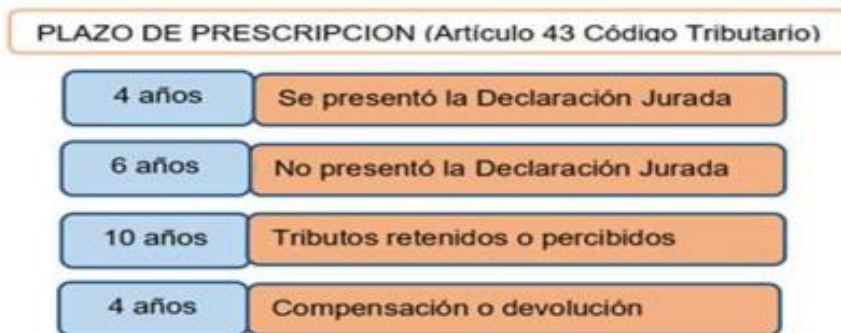 PLAZO DE PRESCRIPCION (Artículo 43 Código Tributario)
4 años Se presentó la Declaración Jurada
6 años No presentó la Declaración Jurada
10 años Tributos retenidos o percibidos
4 años Compensación o devolución